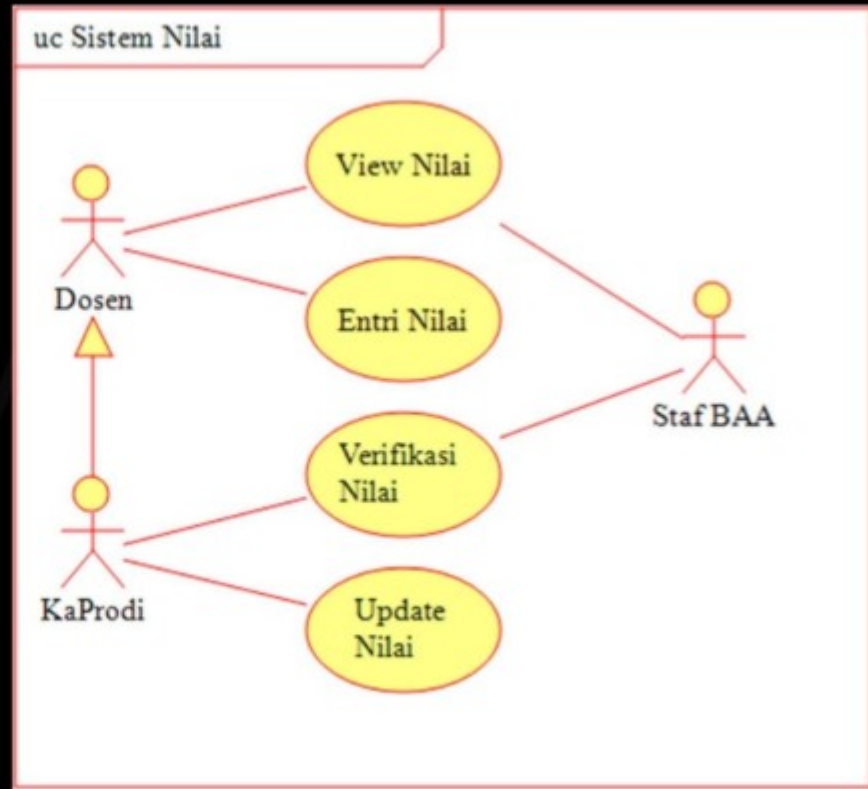 uc Sistem Nilai
View Nilai
Dosen
Entri Nilai
Staf BAA
Verifikasi
Nilai
KaProdi
Update
Nilai